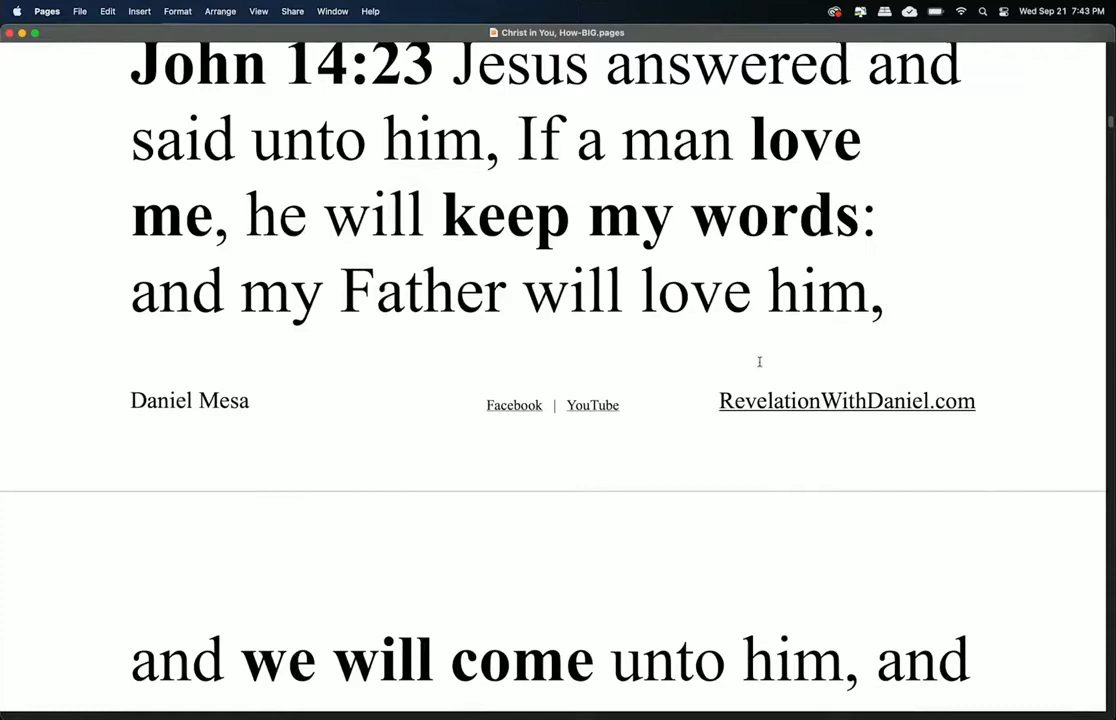 Pages File Edit Insert Format Arrange View Share Window Help Wed Sep 21 7:43 PM
Christ in You, How-BIG.pages
John 14:23 Jesus answered and
said unto him, If a man love
me, he will keep my words:
and my Father will love him,
Daniel Mesa Facebook | YouTube RevelationWithDaniel.com
and we will come unto him, and